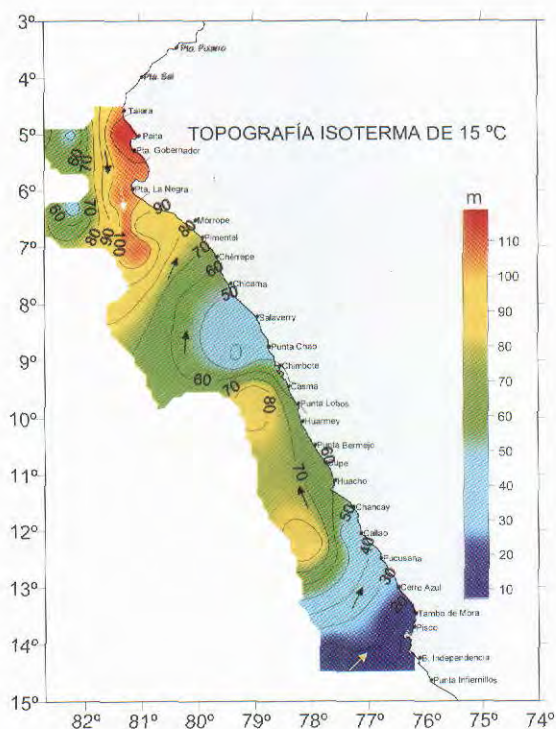 3º
4º
5º
6º
7º
8º
9º
10º
11º
12º
13º
14º
15º
82º
81º
80º
79º
78º
77º
76º
75º
74º
TOPOGRAFÍA ISOTERMA DE 15 ºC
m
110
100
90
80
70
60
50
40
30
20
10
Pta. Sal
Talara
Paita
Pta. Gobernador
Pta. La Negra
Morrope
Pimentel
Chérrepe
Chicama
Salaverry
Punta Chao
Chimbote
Casma
Punta Lobos
Huarmey
Punta Bermejo
Supe
Huacho
Chancay
Callao
Pucusana
Cerro Azul
Tambo de Mora
Pisco
B. Independencia
Punta Infiernillos
60
70
60
70
80
90
100
90
80
70
60
50
60
70
80
70
60
50
40
30
20